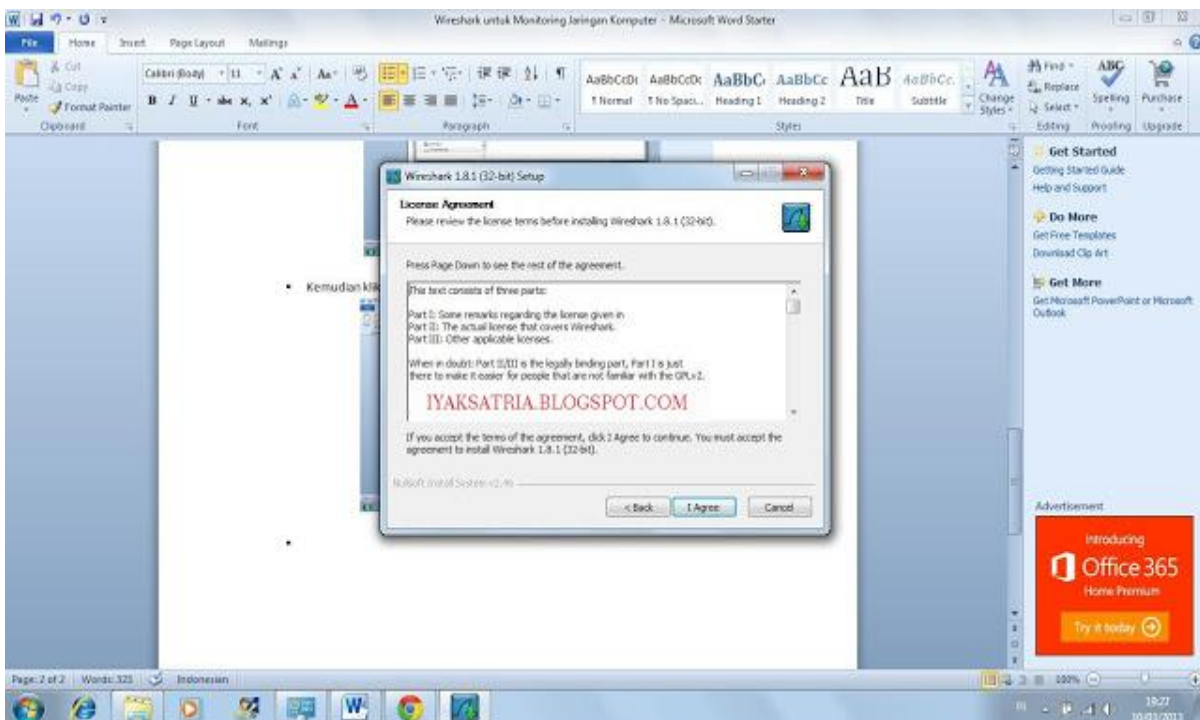 Wireshark untuk Monitoring Jaringan Komputer - Microsoft Word Starter
File Home Insert Page Layout Mailings
Cut
Copy
Paste
Format Painter
Clipboard
Calibri (Body) 11
Font
Paragraph
AaBbCcDc AaBbCcDc AaBbC AaBbCc AaB AaBbCc.
¶ Normal ¶ No Spaci... Heading 1 Heading 2 Title Subtitle
Change Styles
Styles
Find
Replace
Select
Editing
ABC
Spelling
Proofing
Purchase
Upgrade
Get Started
Getting Started Guide
Help and Support
Do More
Get Free Templates
Download Clip Art
Get More
Get Microsoft PowerPoint or Microsoft
Outlook
Kemudian klik
Wireshark 1.8.1 (32-bit) Setup
License Agreement
Please review the license terms before installing Wireshark 1.8.1 (32-bit).
Press Page Down to see the rest of the agreement.
This text consists of three parts:
Part I: Some remarks regarding the license given in
Part II: The actual license that covers Wireshark.
Part III: Other applicable licenses.
When in doubt: Part II/III is the legally binding part, Part I is just
there to make it easier for people that are not familiar with the GPLv2.
IYAKSATRIA.BLOGSPOT.COM
If you accept the terms of the agreement, click I Agree to continue. You must accept the
agreement to install Wireshark 1.8.1 (32-bit).
Nullsoft Install System v2.46
< Back I Agree Cancel
Advertisement
Introducing
Office 365
Home Premium
Try it today
Page: 2 of 2 Words: 325 Indonesian
100%
19:27
10/03/2013